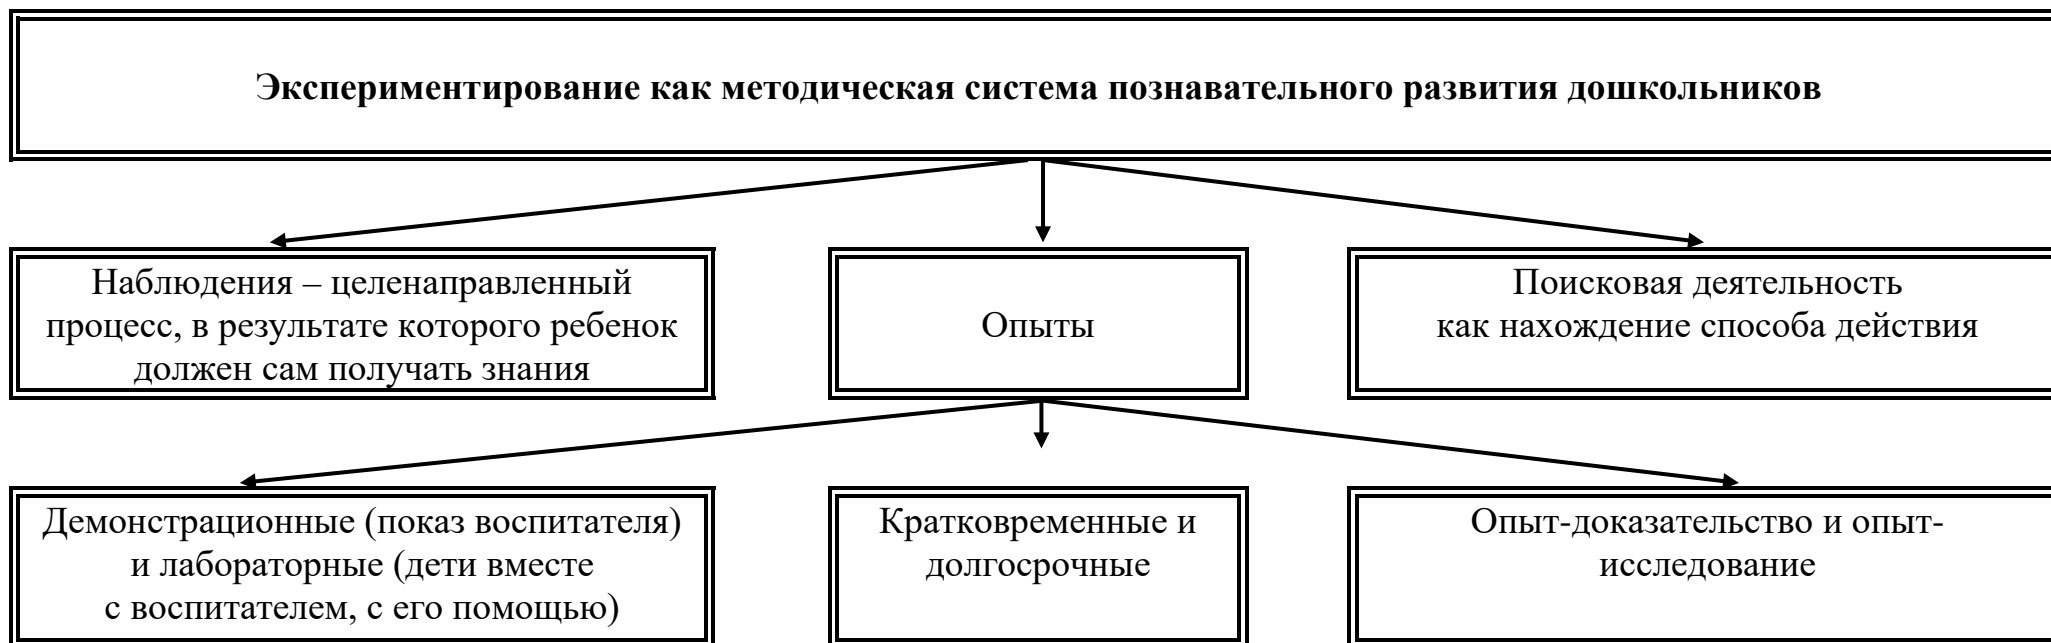 Экспериментирование как методическая система познавательного развития дошкольников
Наблюдения – целенаправленный
процесс, в результате которого ребенок
должен сам получать знания
Опыты
Поисковая деятельность
как нахождение способа действия
Демонстрационные (показ воспитателя)
и лабораторные (дети вместе
с воспитателем, с его помощью)
Кратковременные и
долгосрочные
Опыт-доказательство и опыт-
исследование